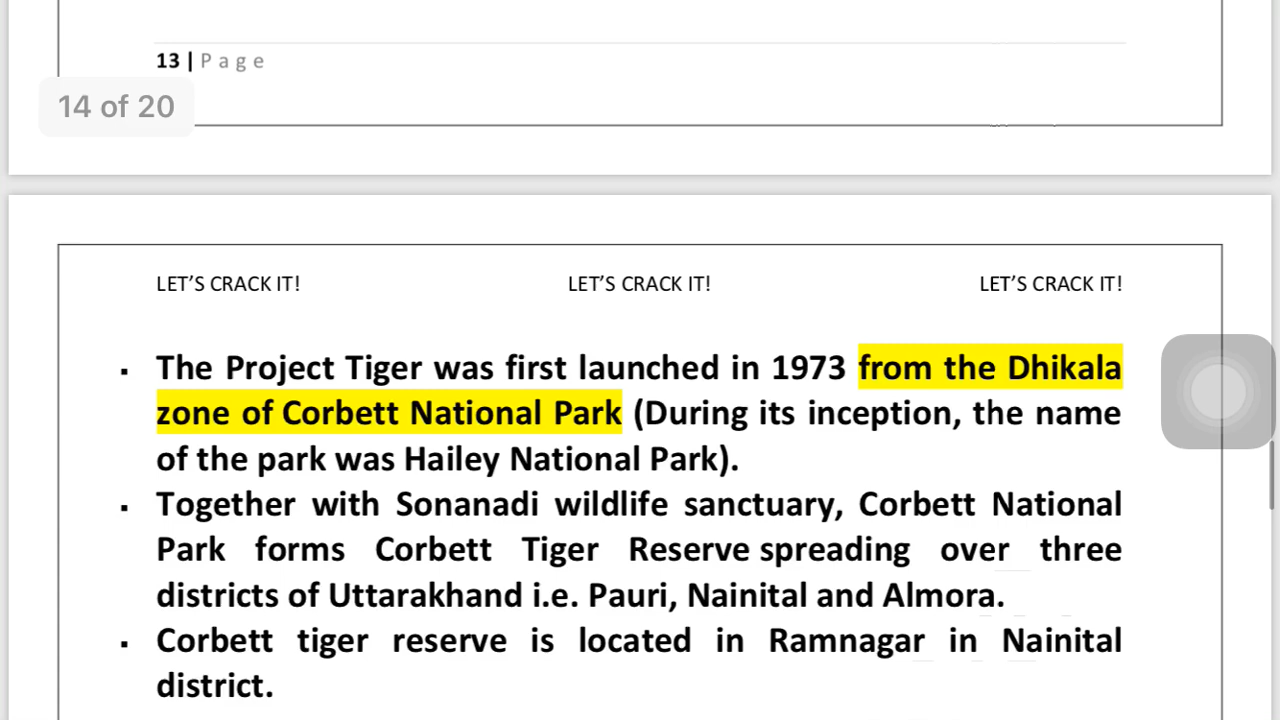 13 | Page
14 of 20
LET’S CRACK IT! LET’S CRACK IT! LET’S CRACK IT!
▪ The Project Tiger was first launched in 1973 from the Dhikala
zone of Corbett National Park (During its inception, the name
of the park was Hailey National Park).
▪ Together with Sonanadi wildlife sanctuary, Corbett National
Park forms Corbett Tiger Reserve spreading over three
districts of Uttarakhand i.e. Pauri, Nainital and Almora.
▪ Corbett tiger reserve is located in Ramnagar in Nainital
district.